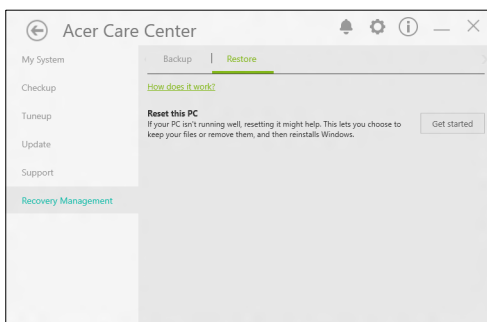 Acer Care Center
My System
Checkup
Tuneup
Update
Support
Recovery Management
Backup | Restore
How does it work?
Reset this PC
If your PC isn't running well, resetting it might help. This lets you choose to
keep your files or remove them, and then reinstalls Windows.
Get started